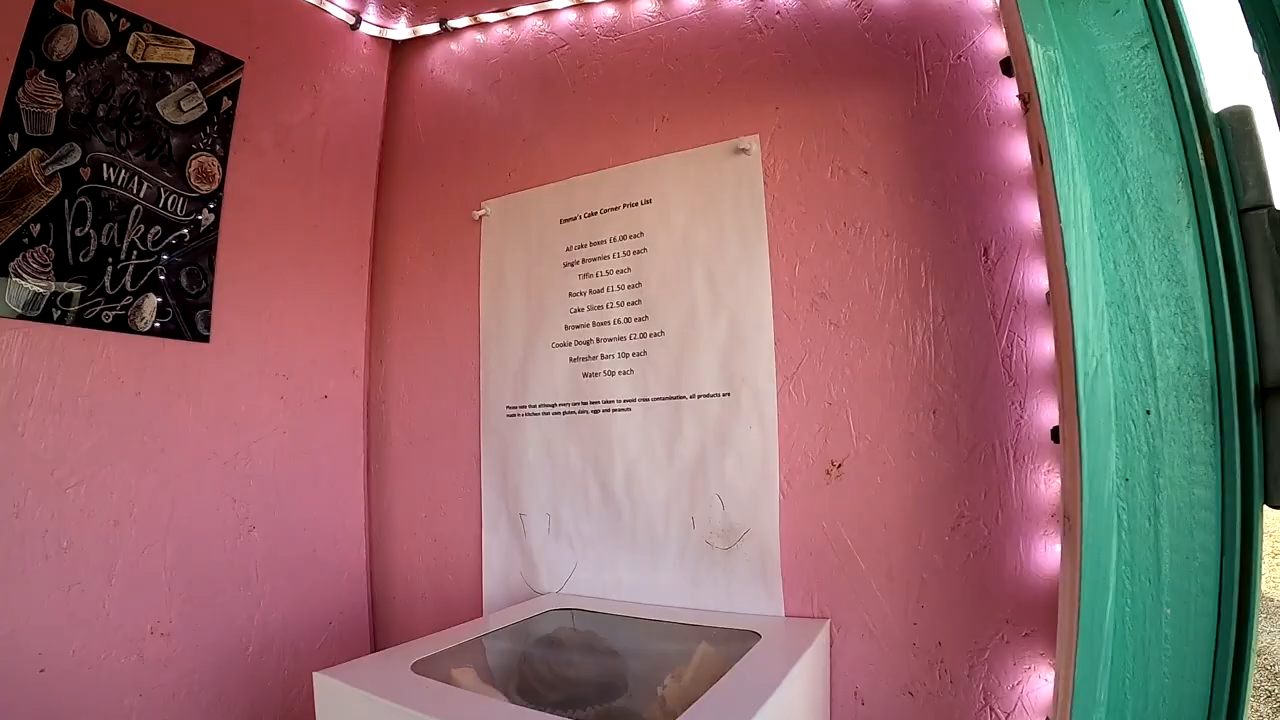 life is
WHAT YOU
Bake
it
Emma's Cake Corner Price List
All cake boxes £6.00 each
Single Brownies £1.50 each
Tiffin £1.50 each
Rocky Road £1.50 each
Cake Slices £2.50 each
Brownie Boxes £6.00 each
Cookie Dough Brownies £2.00 each
Refresher Bars 10p each
Water 50p each
Please note that although every care has been taken to avoid cross contamination, all products are
made in a kitchen that uses gluten, dairy, eggs and peanuts